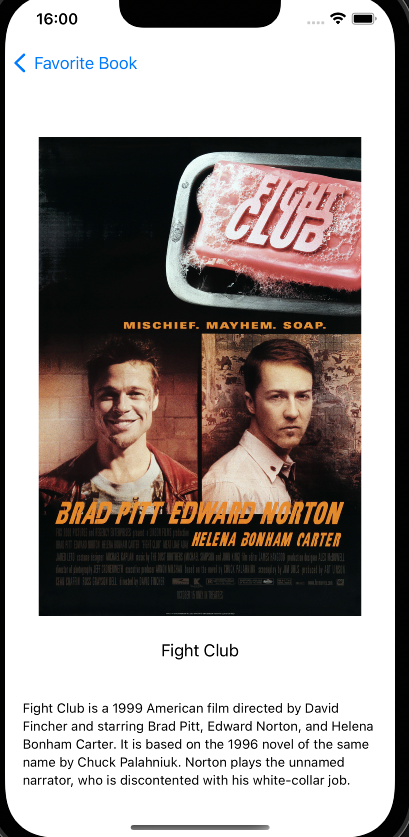 16:00
Favorite Book
FIGHT
CLUB
MISCHIEF. MAYHEM. SOAP.
BRAD PITT EDWARD NORTON
HELENA BONHAM CARTER
Fight Club
Fight Club is a 1999 American film directed by David
Fincher and starring Brad Pitt, Edward Norton, and Helena
Bonham Carter. It is based on the 1996 novel of the same
name by Chuck Palahniuk. Norton plays the unnamed
narrator, who is discontented with his white-collar job.